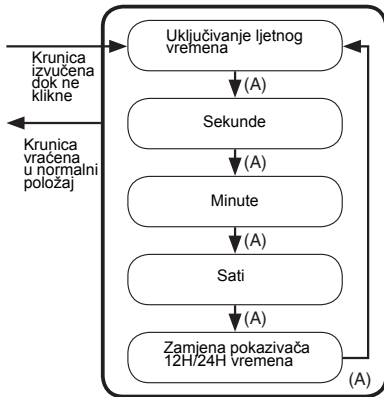 Uključivanje ljetnog
vremena
Krunica
izvučena
dok ne
klikne
(A)
Sekunde
Krunica
vraćena
u normalni
položaj
(A)
Minute
(A)
Sati
(A)
Zamjena pokazivača
12H/24H vremena
(A)